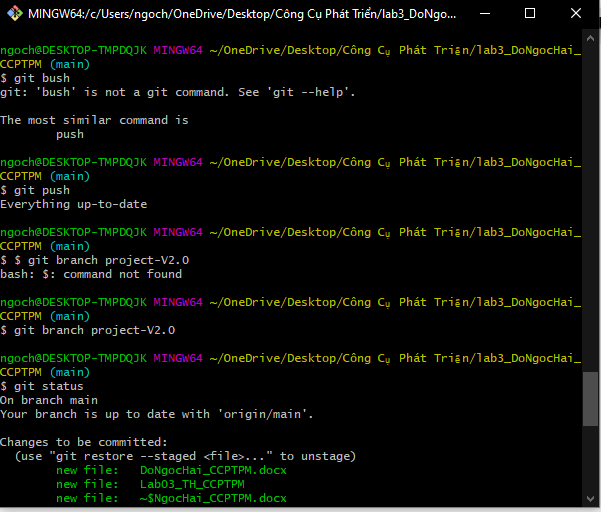 MINGW64:/c/Users/ngoch/OneDrive/Desktop/Công Cụ Phát Triển/lab3_DoNgo...
ngoch@DESKTOP-TMPDQJK MINGW64 ~/OneDrive/Desktop/Công Cụ Phát Triển/lab3_DoNgocHai_
CCPTPM (main)
$ git bush
git: 'bush' is not a git command. See 'git --help'.
The most similar command is
push
ngoch@DESKTOP-TMPDQJK MINGW64 ~/OneDrive/Desktop/Công Cụ Phát Triển/lab3_DoNgocHai_
CCPTPM (main)
$ git push
Everything up-to-date
ngoch@DESKTOP-TMPDQJK MINGW64 ~/OneDrive/Desktop/Công Cụ Phát Triển/lab3_DoNgocHai_
CCPTPM (main)
$ $ git branch project-V2.0
bash: $: command not found
ngoch@DESKTOP-TMPDQJK MINGW64 ~/OneDrive/Desktop/Công Cụ Phát Triển/lab3_DoNgocHai_
CCPTPM (main)
$ git branch project-V2.0
ngoch@DESKTOP-TMPDQJK MINGW64 ~/OneDrive/Desktop/Công Cụ Phát Triển/lab3_DoNgocHai_
CCPTPM (main)
$ git status
On branch main
Your branch is up to date with 'origin/main'.
Changes to be committed:
(use "git restore --staged <file>..." to unstage)
new file:   DoNgocHai_CCPTPM.docx
new file:   Lab03_TH_CCPTPM
new file:   ~$NgocHai_CCPTPM.docx